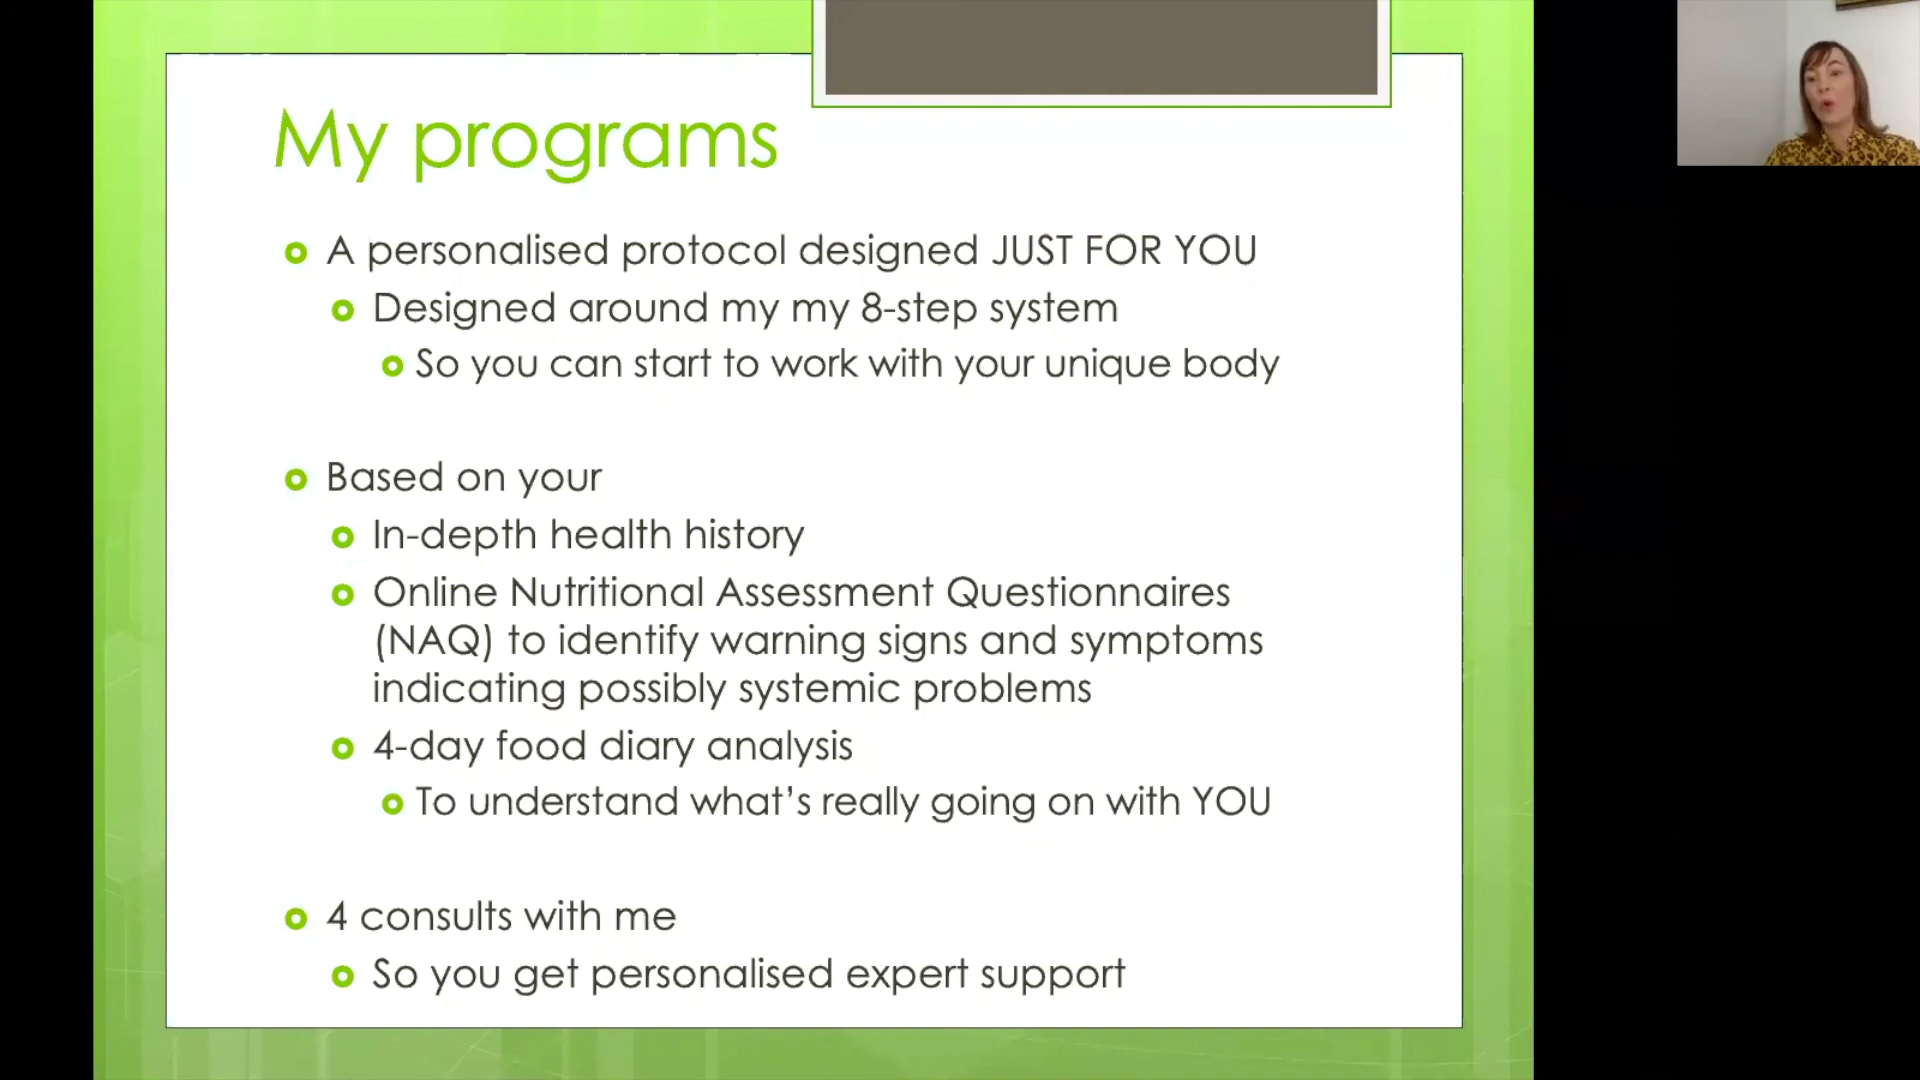 My programs
A personalised protocol designed JUST FOR YOU
Designed around my my 8-step system
So you can start to work with your unique body
Based on your
In-depth health history
Online Nutritional Assessment Questionnaires
(NAQ) to identify warning signs and symptoms
indicating possibly systemic problems
4-day food diary analysis
To understand what's really going on with YOU
4 consults with me
So you get personalised expert support